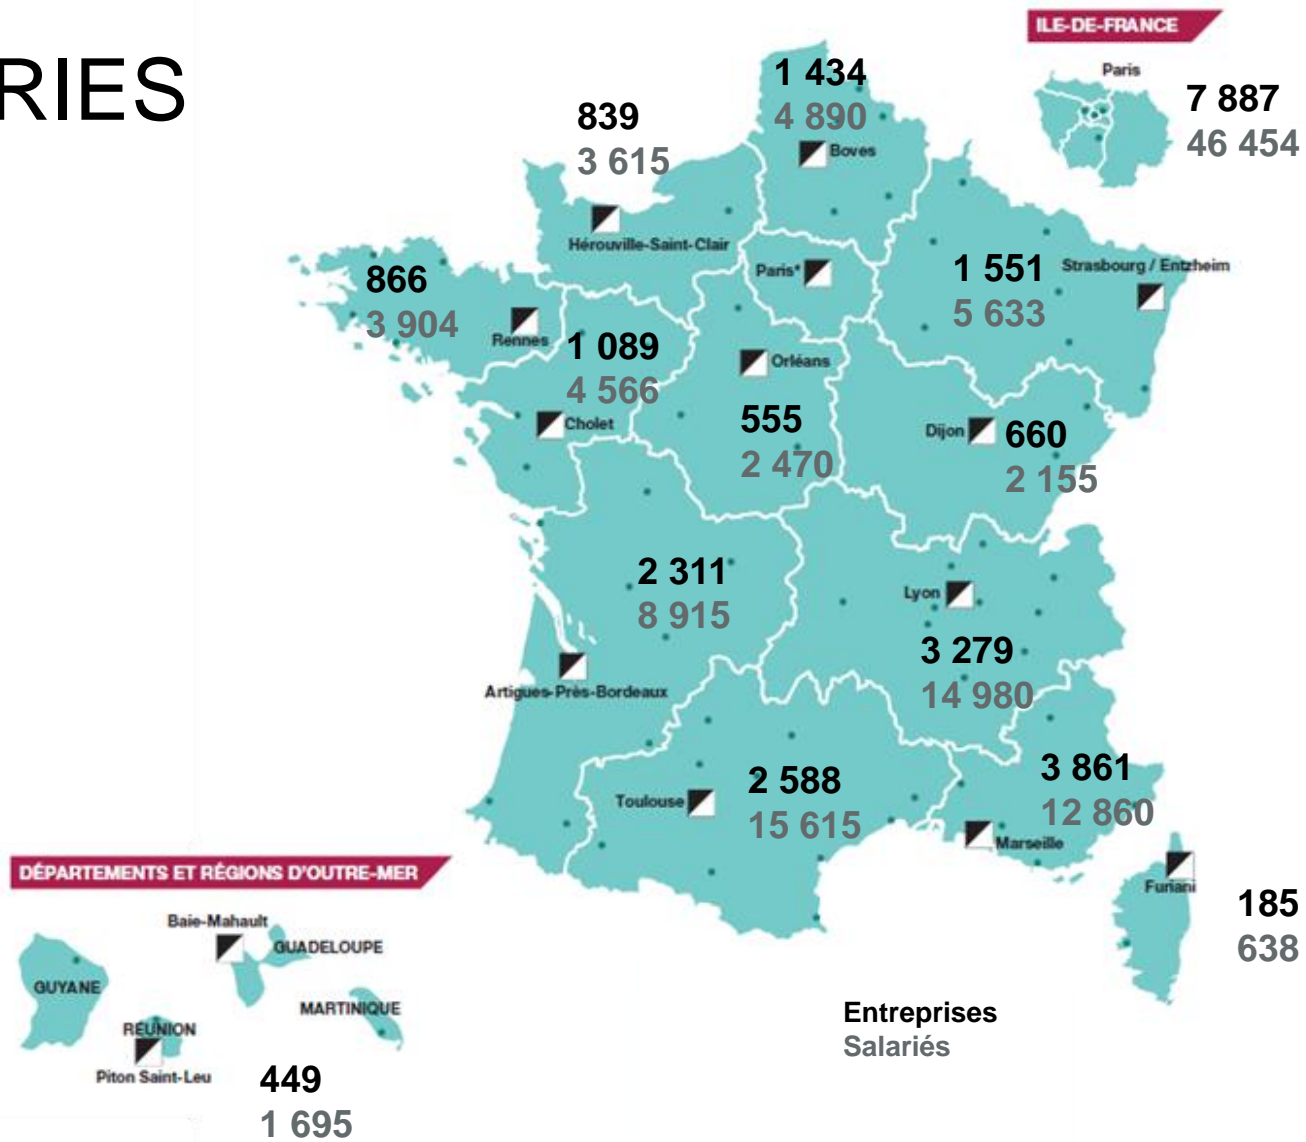 RIES
ILE-DE-FRANCE
Paris
7 887
46 454
1 434
4 890
Boves
839
3 615
Hérouville-Saint-Clair
Paris*
1 551
5 633
Strasbourg / Entzheim
866
3 904
Rennes
1 089
4 566
Cholet
Orléans
555
2 470
Dijon
660
2 155
2 311
8 915
Artigues-Près-Bordeaux
Lyon
3 279
14 980
Toulouse
2 588
15 615
3 861
12 860
Marseille
Furiani
185
638
DÉPARTEMENTS ET RÉGIONS D'OUTRE-MER
Baie-Mahault
GUADELOUPE
GUYANE
MARTINIQUE
RÉUNION
Piton Saint-Leu
449
1 695
Entreprises
Salariés